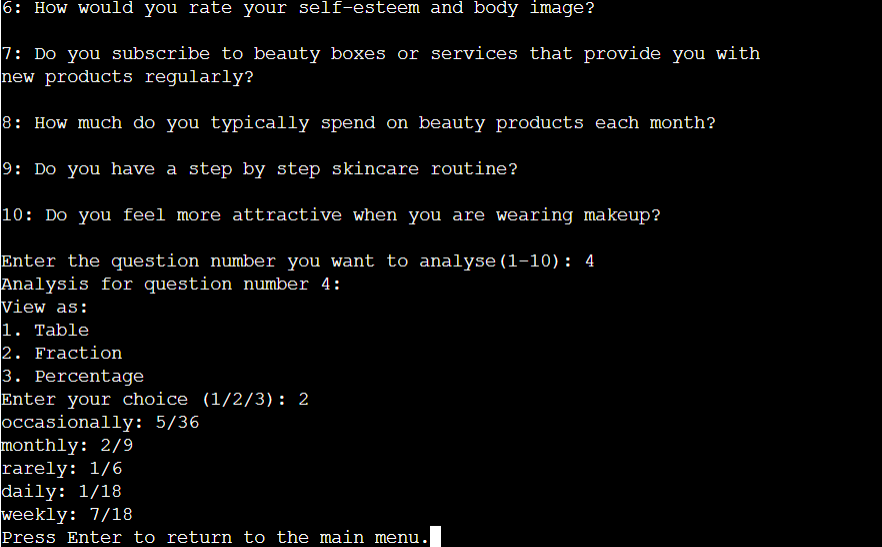 6: How would you rate your self-esteem and body image?
7: Do you subscribe to beauty boxes or services that provide you with
new products regularly?
8: How much do you typically spend on beauty products each month?
9: Do you have a step by step skincare routine?
10: Do you feel more attractive when you are wearing makeup?
Enter the question number you want to analyse(1-10): 4
Analysis for question number 4:
View as:
1. Table
2. Fraction
3. Percentage
Enter your choice (1/2/3): 2
occasionally: 5/36
monthly: 2/9
rarely: 1/6
daily: 1/18
weekly: 7/18
Press Enter to return to the main menu.